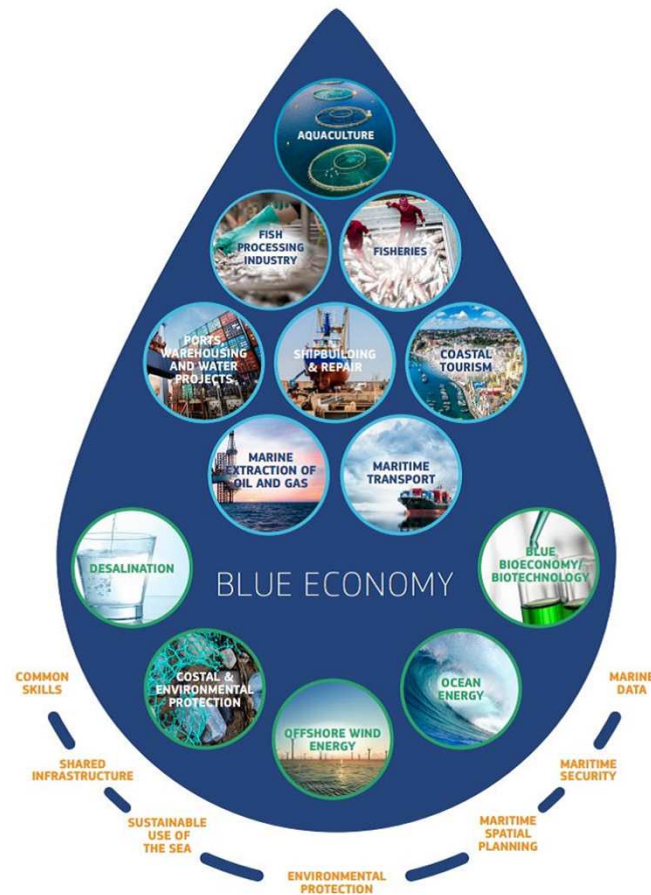 AQUACULTURE
FISH
PROCESSING
INDUSTRY
FISHERIES
PORTS,
WAREHOUSING
AND WATER
PROJECTS
SHIPBUILDING
& REPAIR
COASTAL
TOURISM
MARINE
EXTRACTION OF
OIL AND GAS
MARITIME
TRANSPORT
DESALINATION
BLUE ECONOMY
BLUE
BIOECONOMY/
BIOTECHNOLOGY
COSTAL &
ENVIRONMENTAL
PROTECTION
OFFSHORE WIND
ENERGY
OCEAN
ENERGY
COMMON
SKILLS
SHARED
INFRASTRUCTURE
SUSTAINABLE
USE OF
THE SEA
ENVIRONMENTAL
PROTECTION
MARITIME
SPATIAL
PLANNING
MARITIME
SECURITY
MARINE
DATA